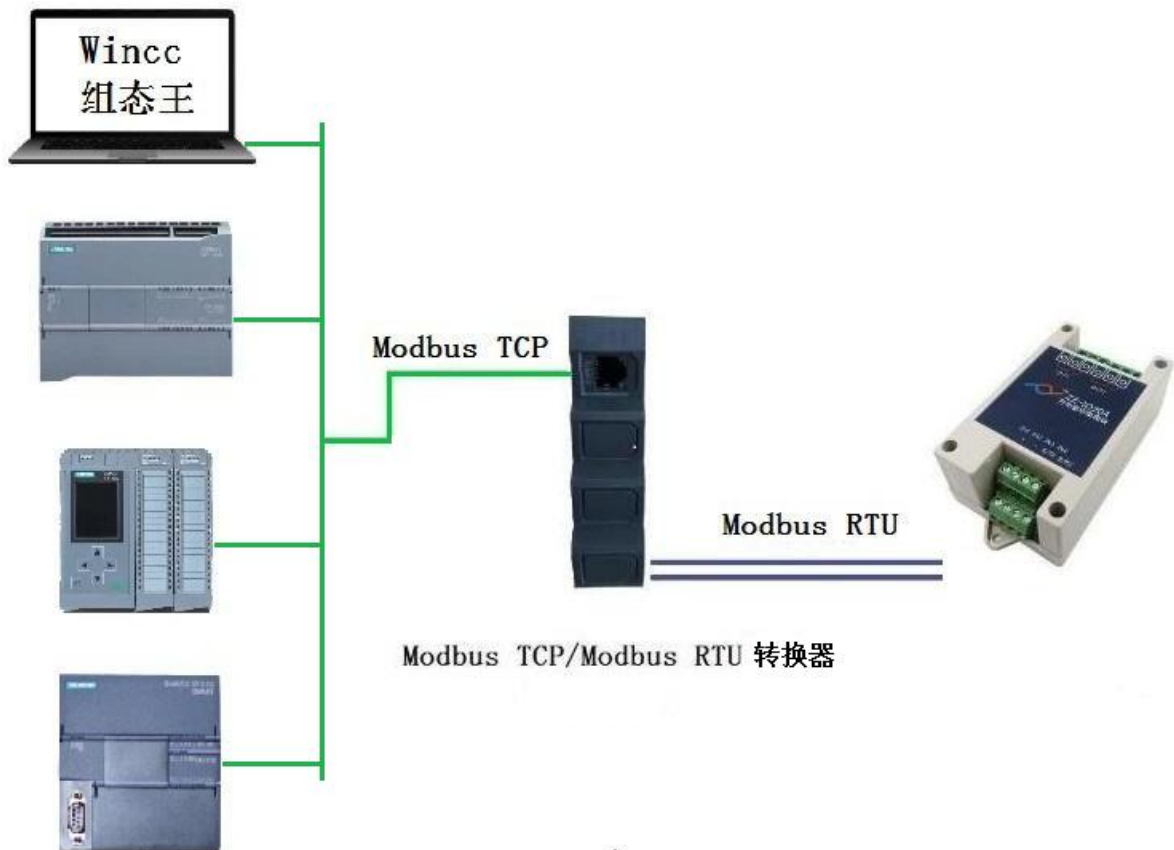 Wincc
组态王
Modbus TCP
Modbus RTU
Modbus TCP/Modbus RTU 转换器